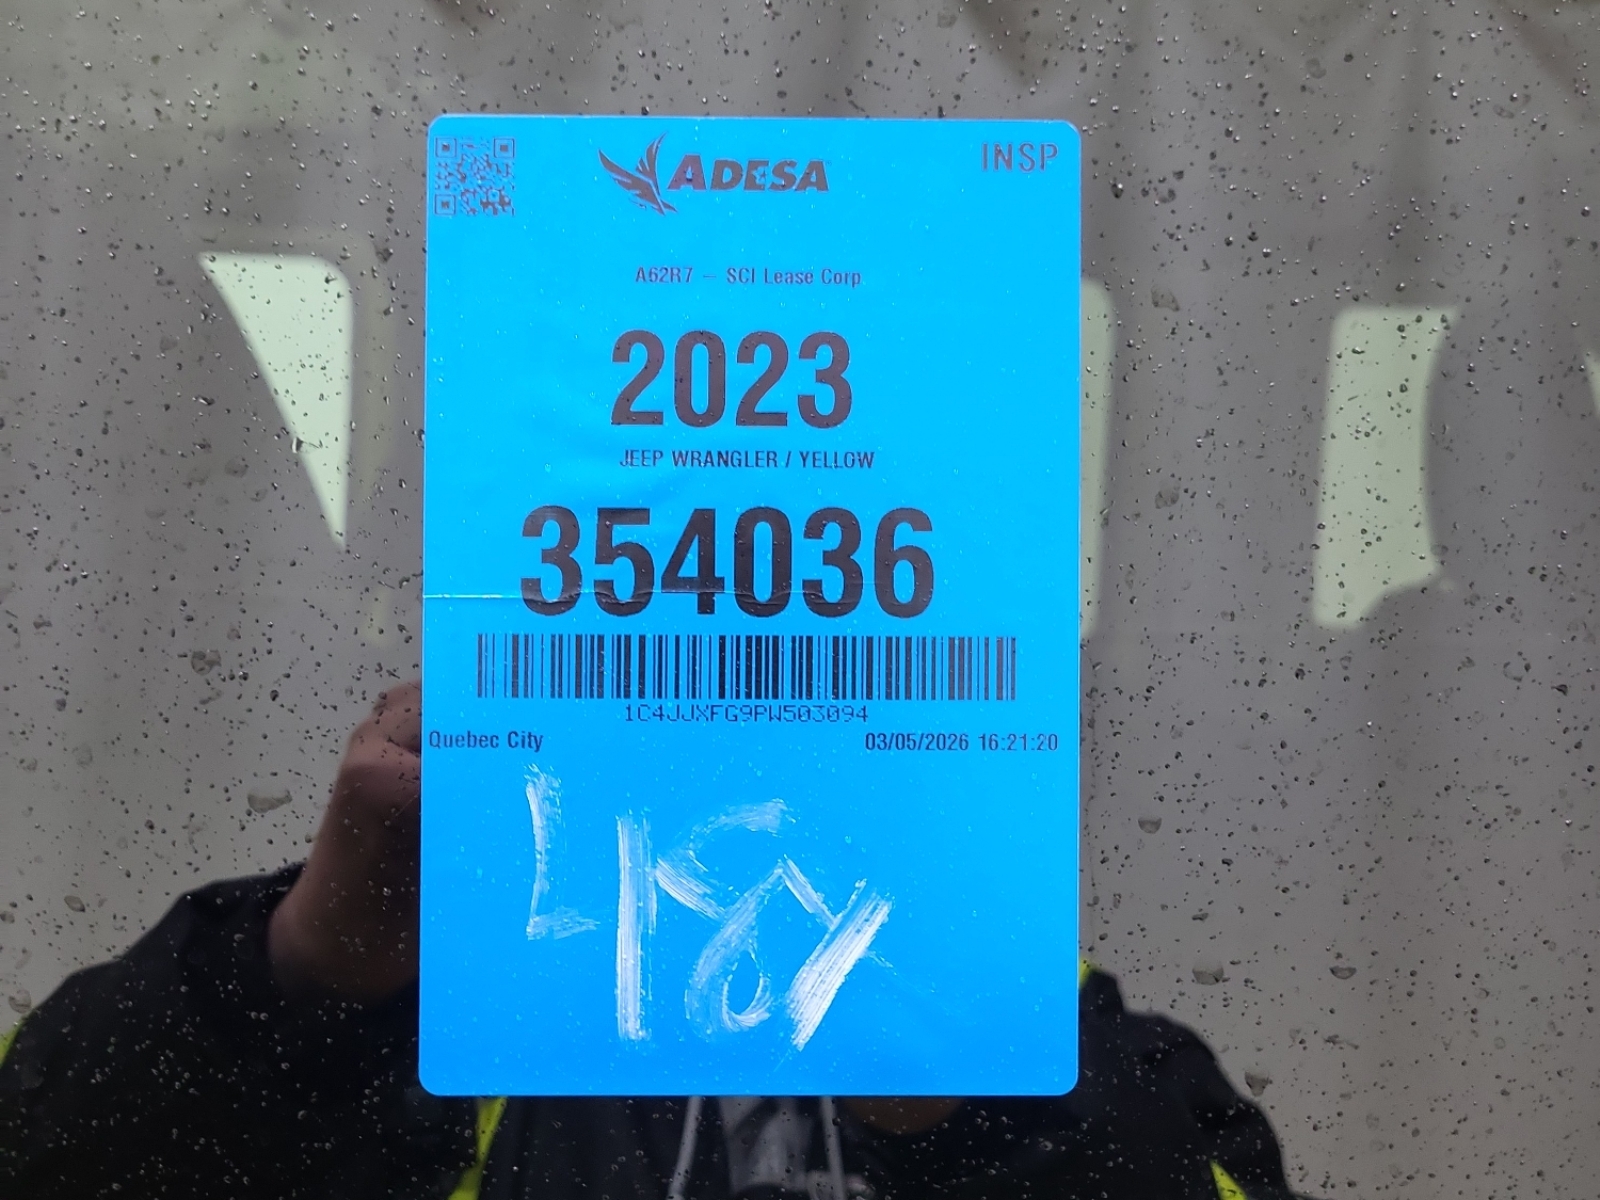 ADESA
INSP
A62R7 – SCI Lease Corp
2023
JEEP WRANGLER / YELLOW
354036
1C4JJXFG9PW503094
Quebec City
03/05/2026 16:21:20
48X